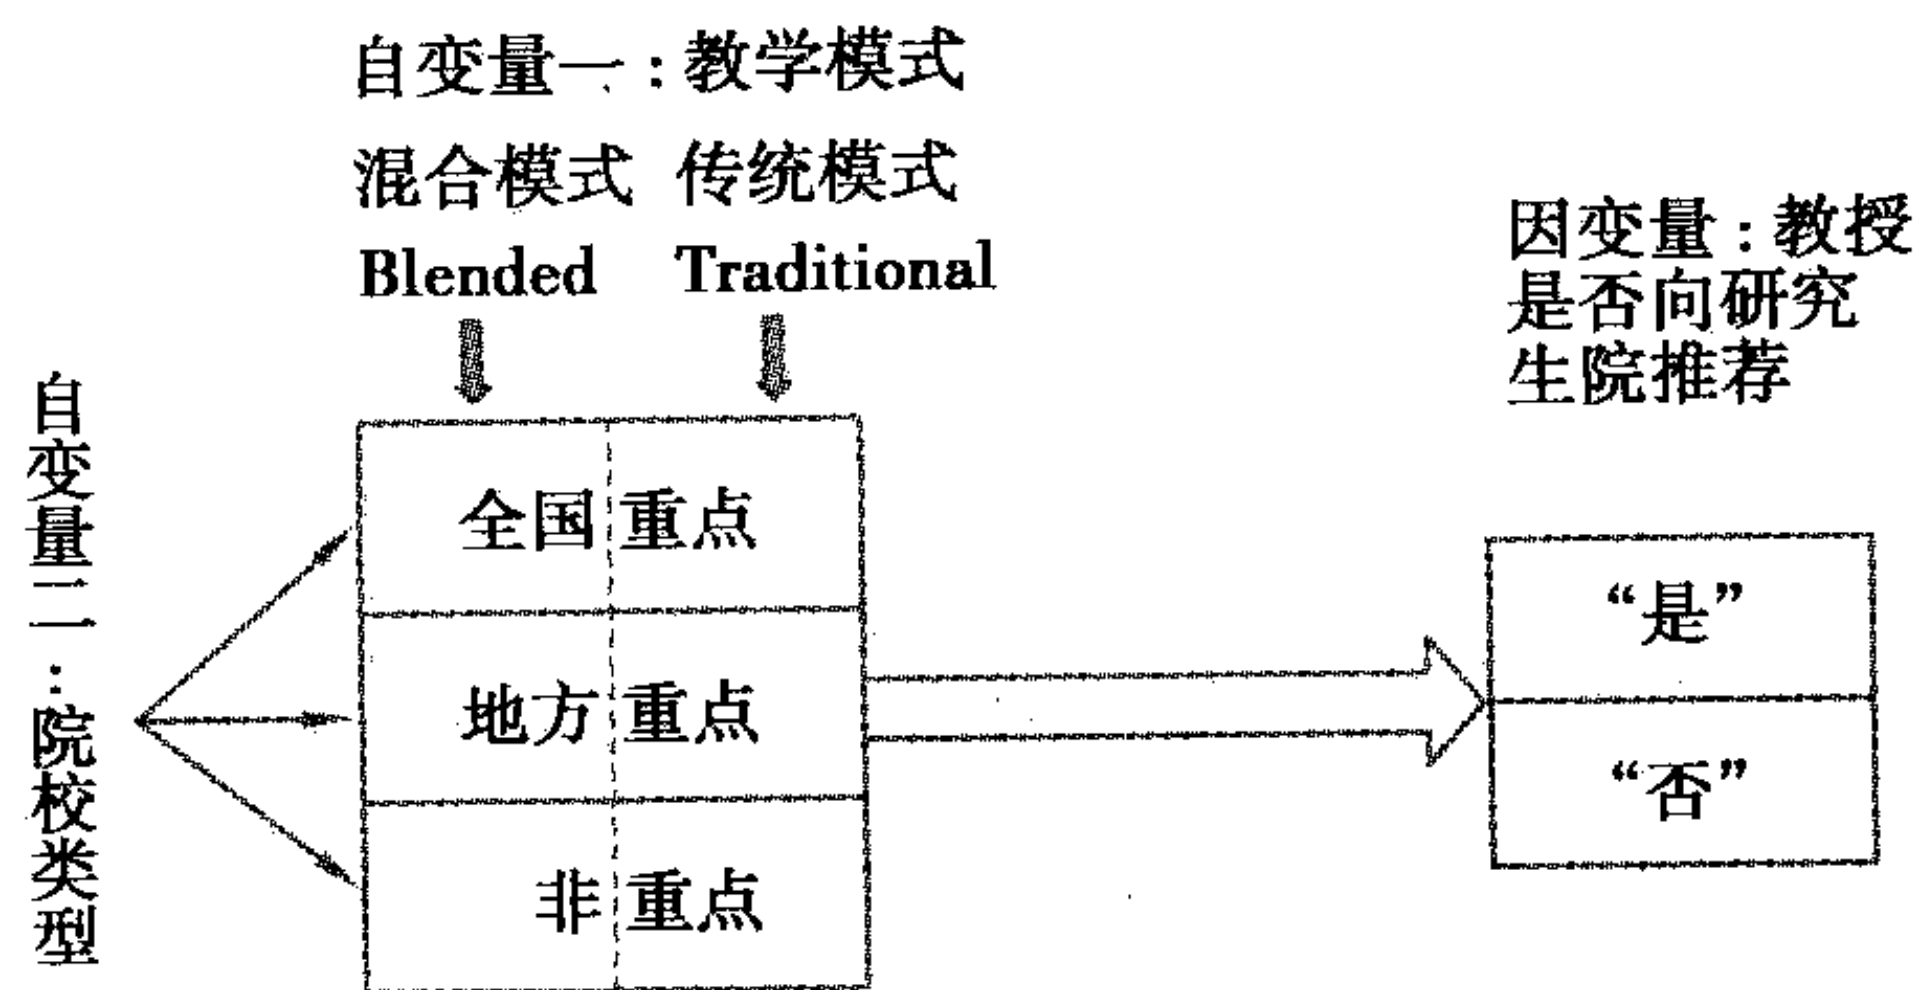 自变量一:教学模式
混合模式 传统模式
Blended Traditional
因变量:教授
是否向研究
生院推荐
自变量二:院校类型
全国重点
地方重点
非重点
“是”
“否”